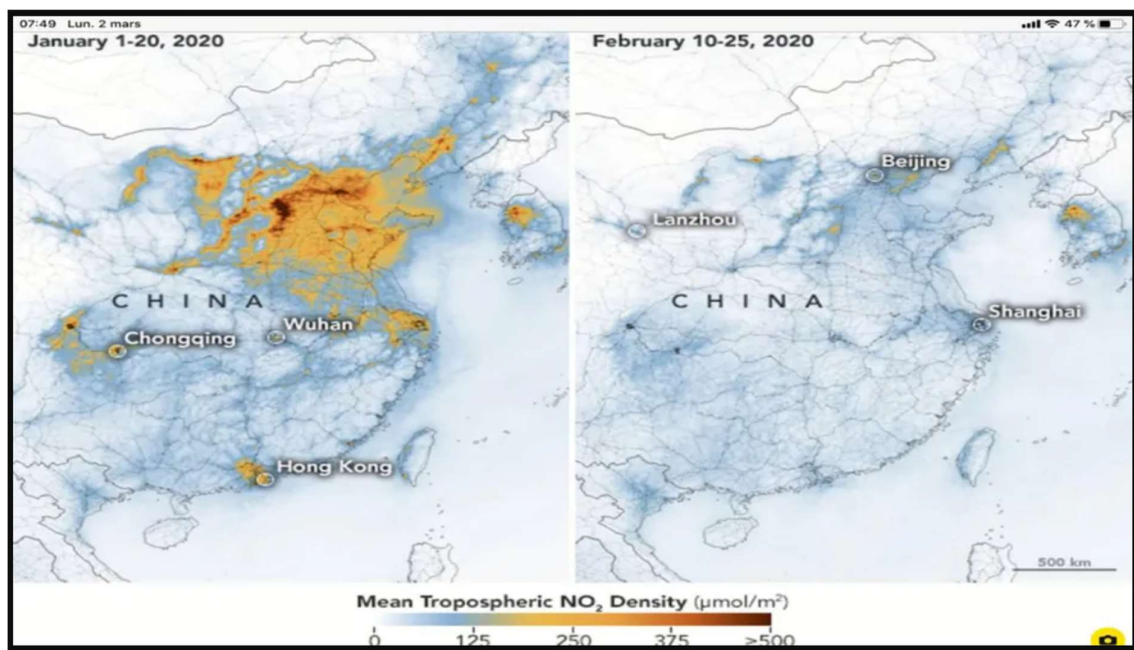 07:49 Lun. 2 mars 47 %
January 1-20, 2020
February 10-25, 2020
Beijing
Lanzhou
CHINA
CHINA
Shanghai
Wuhan
Chongqing
Hong Kong
500 km
Mean Tropospheric NO₂ Density (µmol/m²)
0 125 250 375 ≥500